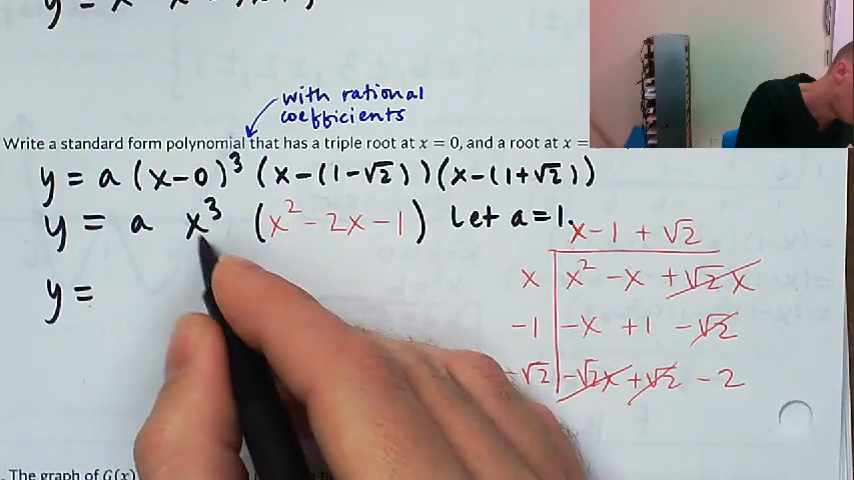 with rational
coefficients
Write a standard form polynomial that has a triple root at x = 0, and a root at x =
y = a (x-0)³ (x-(1-√2))(x-(1+√2))
y = a x³ (x²-2x-1) Let a=1.
y =
x-1 + √2
x x² -x +√2x
-1 -x +1 -√2
-√2 -√2x +√2 -2
The graph of G(x)